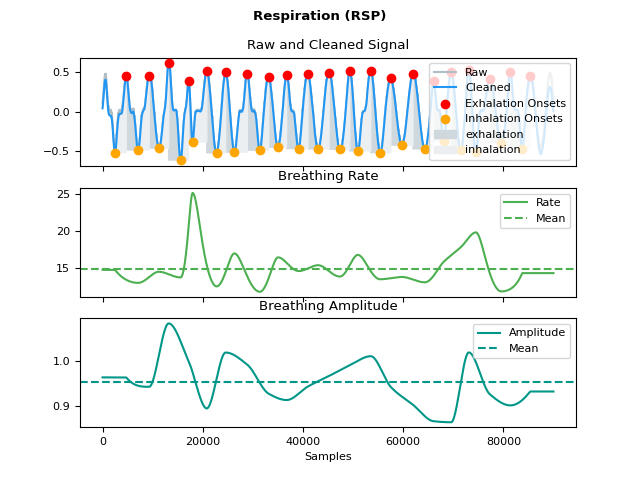 Respiration (RSP)
Raw and Cleaned Signal
0.5
0.0
−0.5
Raw
Cleaned
Exhalation Onsets
Inhalation Onsets
exhalation
inhalation
Breathing Rate
25
20
15
Rate
Mean
Breathing Amplitude
1.0
0.9
Amplitude
Mean
0 20000 40000 60000 80000
Samples